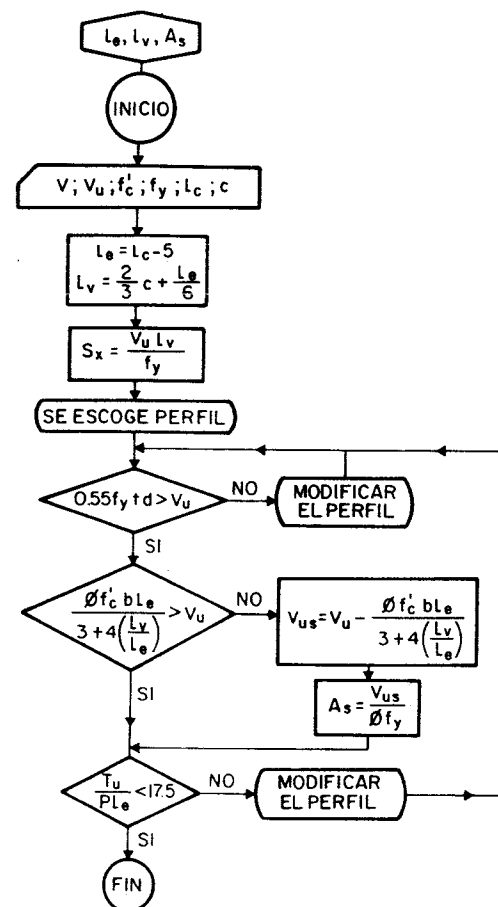 Lₑ, Lᵥ, Aₛ
INICIO
V ; Vᵤ ; f'c ; fy ; Lc ; c
Lₑ = Lc-5
Lᵥ = 2/3 c + Lₑ/6
Sₓ = Vᵤ Lᵥ / fy
SE ESCOGE PERFIL
0.55fy td > Vᵤ
NO
MODIFICAR
EL PERFIL
SI
Øf'c bLₑ / 3 + 4(Lᵥ/Lₑ) > Vᵤ
NO
Vᵤₛ = Vᵤ - Øf'c bLₑ / 3 + 4(Lᵥ/Lₑ)
SI
Aₛ = Vᵤₛ / Øfy
Tᵤ / PLₑ < 17.5
NO
MODIFICAR
EL PERFIL
SI
FIN